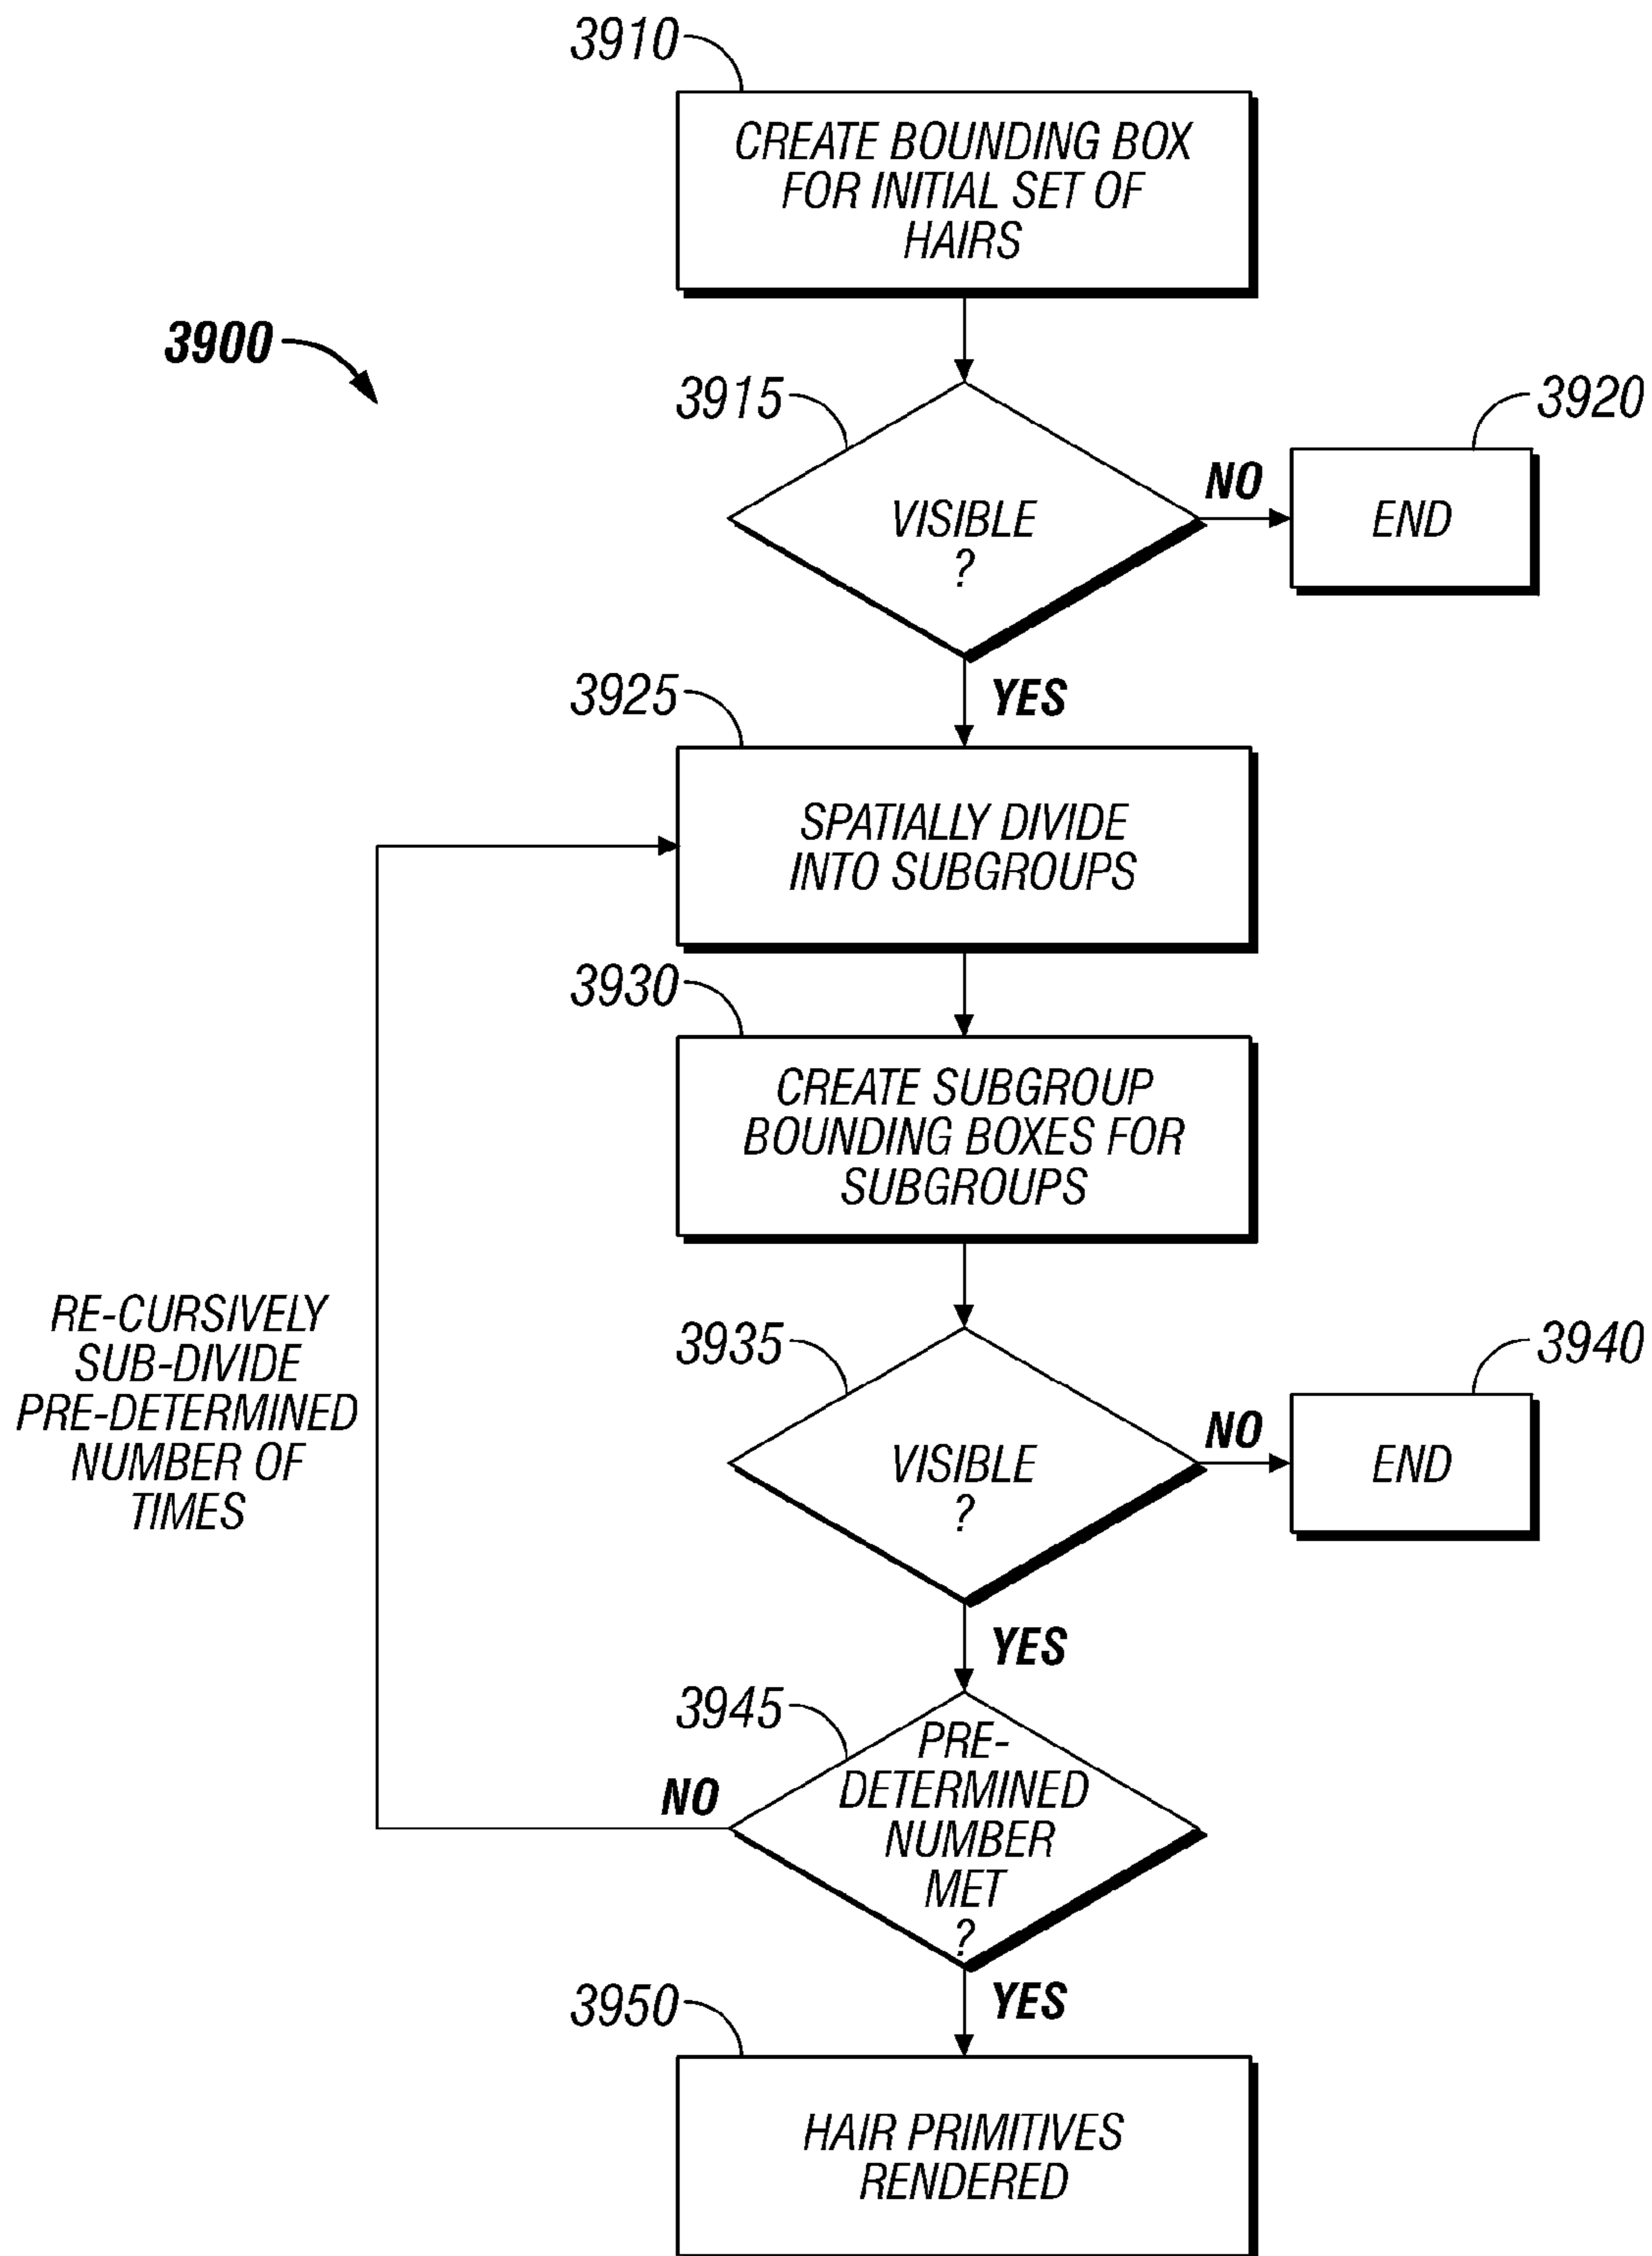 3910
CREATE BOUNDING BOX
FOR INITIAL SET OF
HAIRS
3900
3915
VISIBLE
?
NO
3920
END
YES
3925
SPATIALLY DIVIDE
INTO SUBGROUPS
3930
CREATE SUBGROUP
BOUNDING BOXES FOR
SUBGROUPS
RE-CURSIVELY
SUB-DIVIDE
PRE-DETERMINED
NUMBER OF
TIMES
3935
VISIBLE
?
NO
3940
END
YES
3945
PRE-
DETERMINED
NUMBER
MET
?
NO
YES
3950
HAIR PRIMITIVES
RENDERED